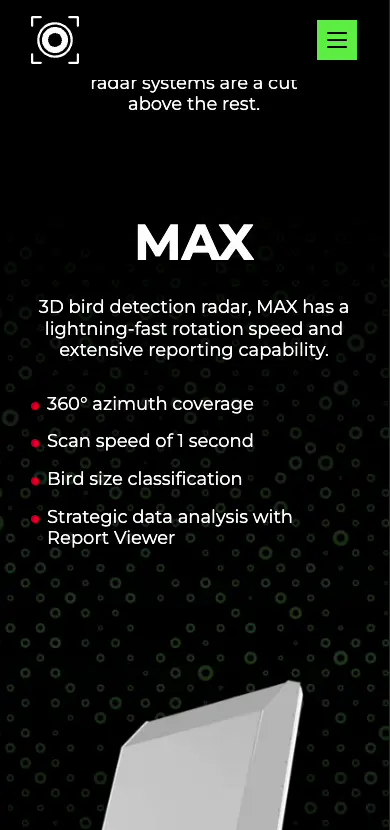 radar systems are a cut
above the rest.
MAX
3D bird detection radar, MAX has a
lightning-fast rotation speed and
extensive reporting capability.
360° azimuth coverage
Scan speed of 1 second
Bird size classification
Strategic data analysis with
Report Viewer